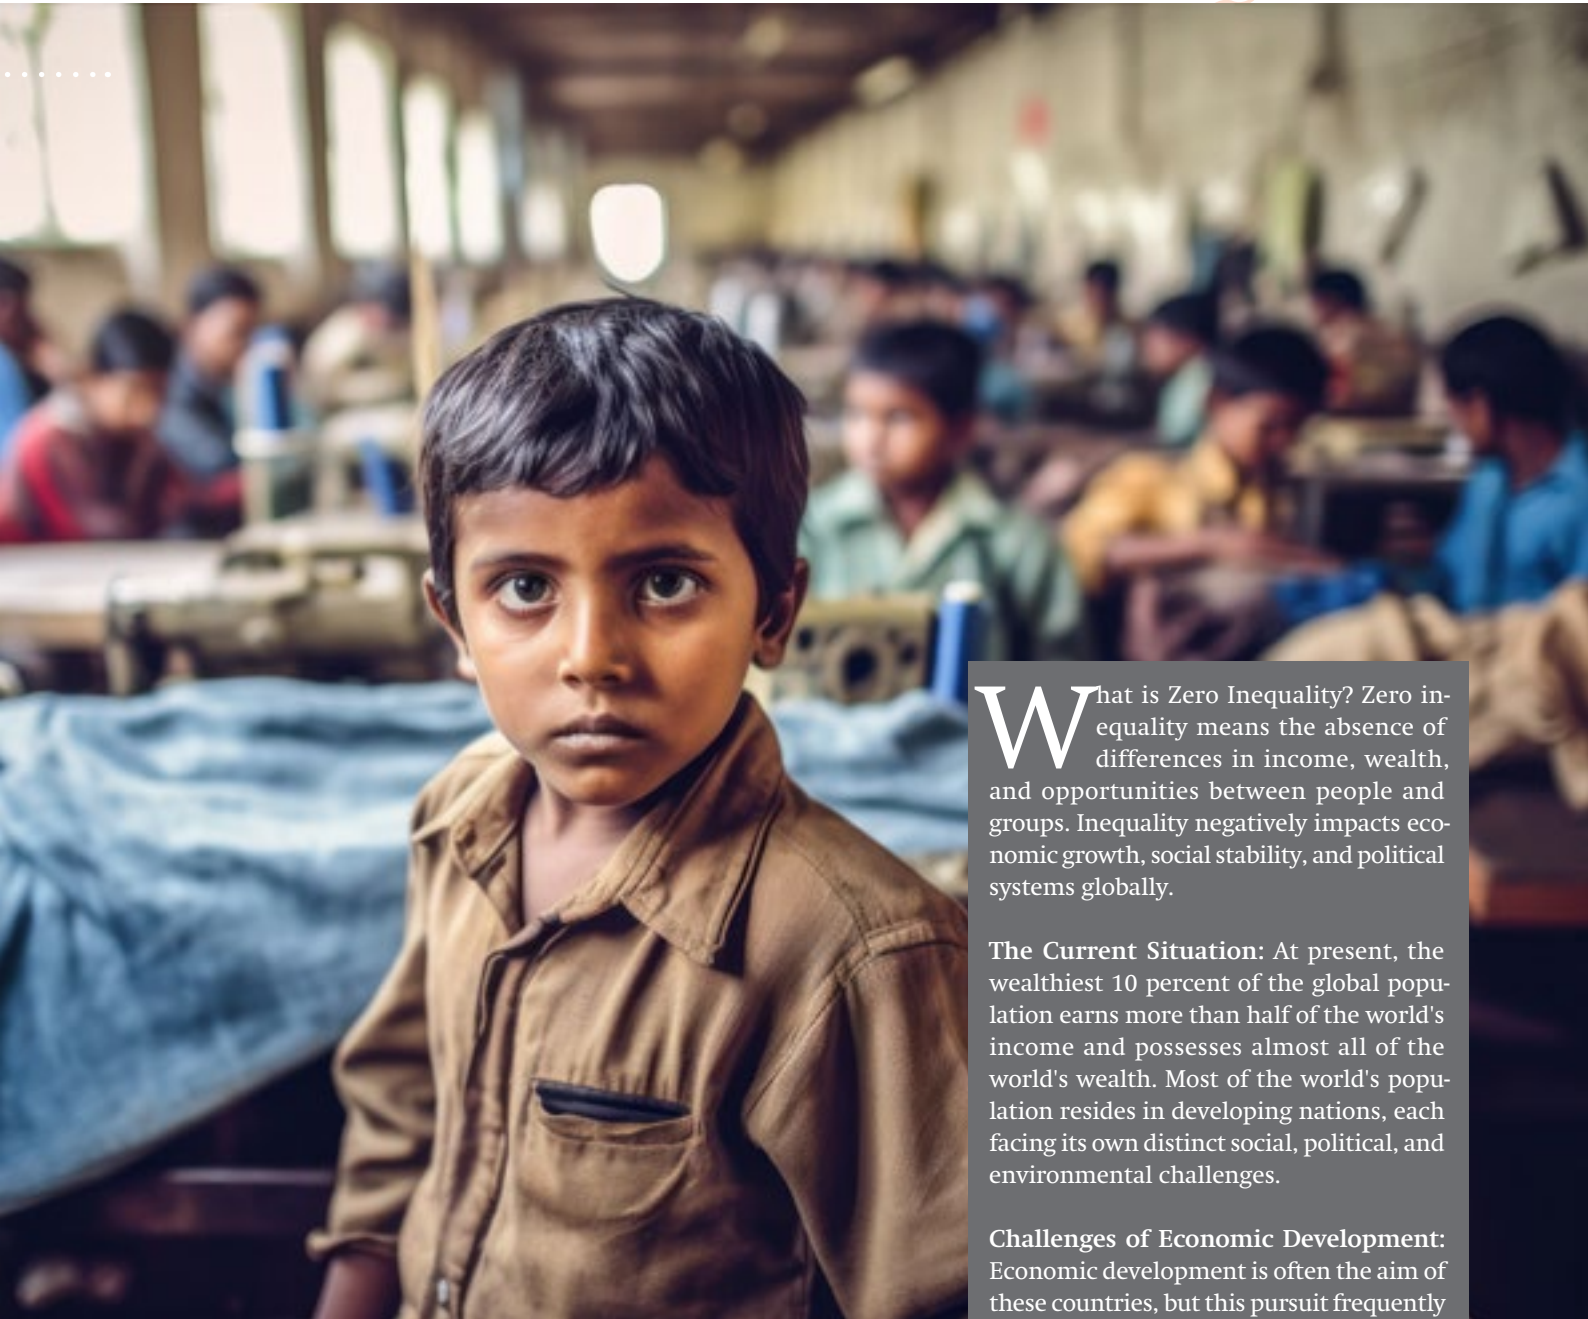 What is Zero Inequality? Zero in-
equality means the absence of
differences in income, wealth,
and opportunities between people and
groups. Inequality negatively impacts eco-
nomic growth, social stability, and political
systems globally.
The Current Situation: At present, the
wealthiest 10 percent of the global popu-
lation earns more than half of the world's
income and possesses almost all of the
world's wealth. Most of the world's popu-
lation resides in developing nations, each
facing its own distinct social, political, and
environmental challenges.
Challenges of Economic Development:
Economic development is often the aim of
these countries, but this pursuit frequently